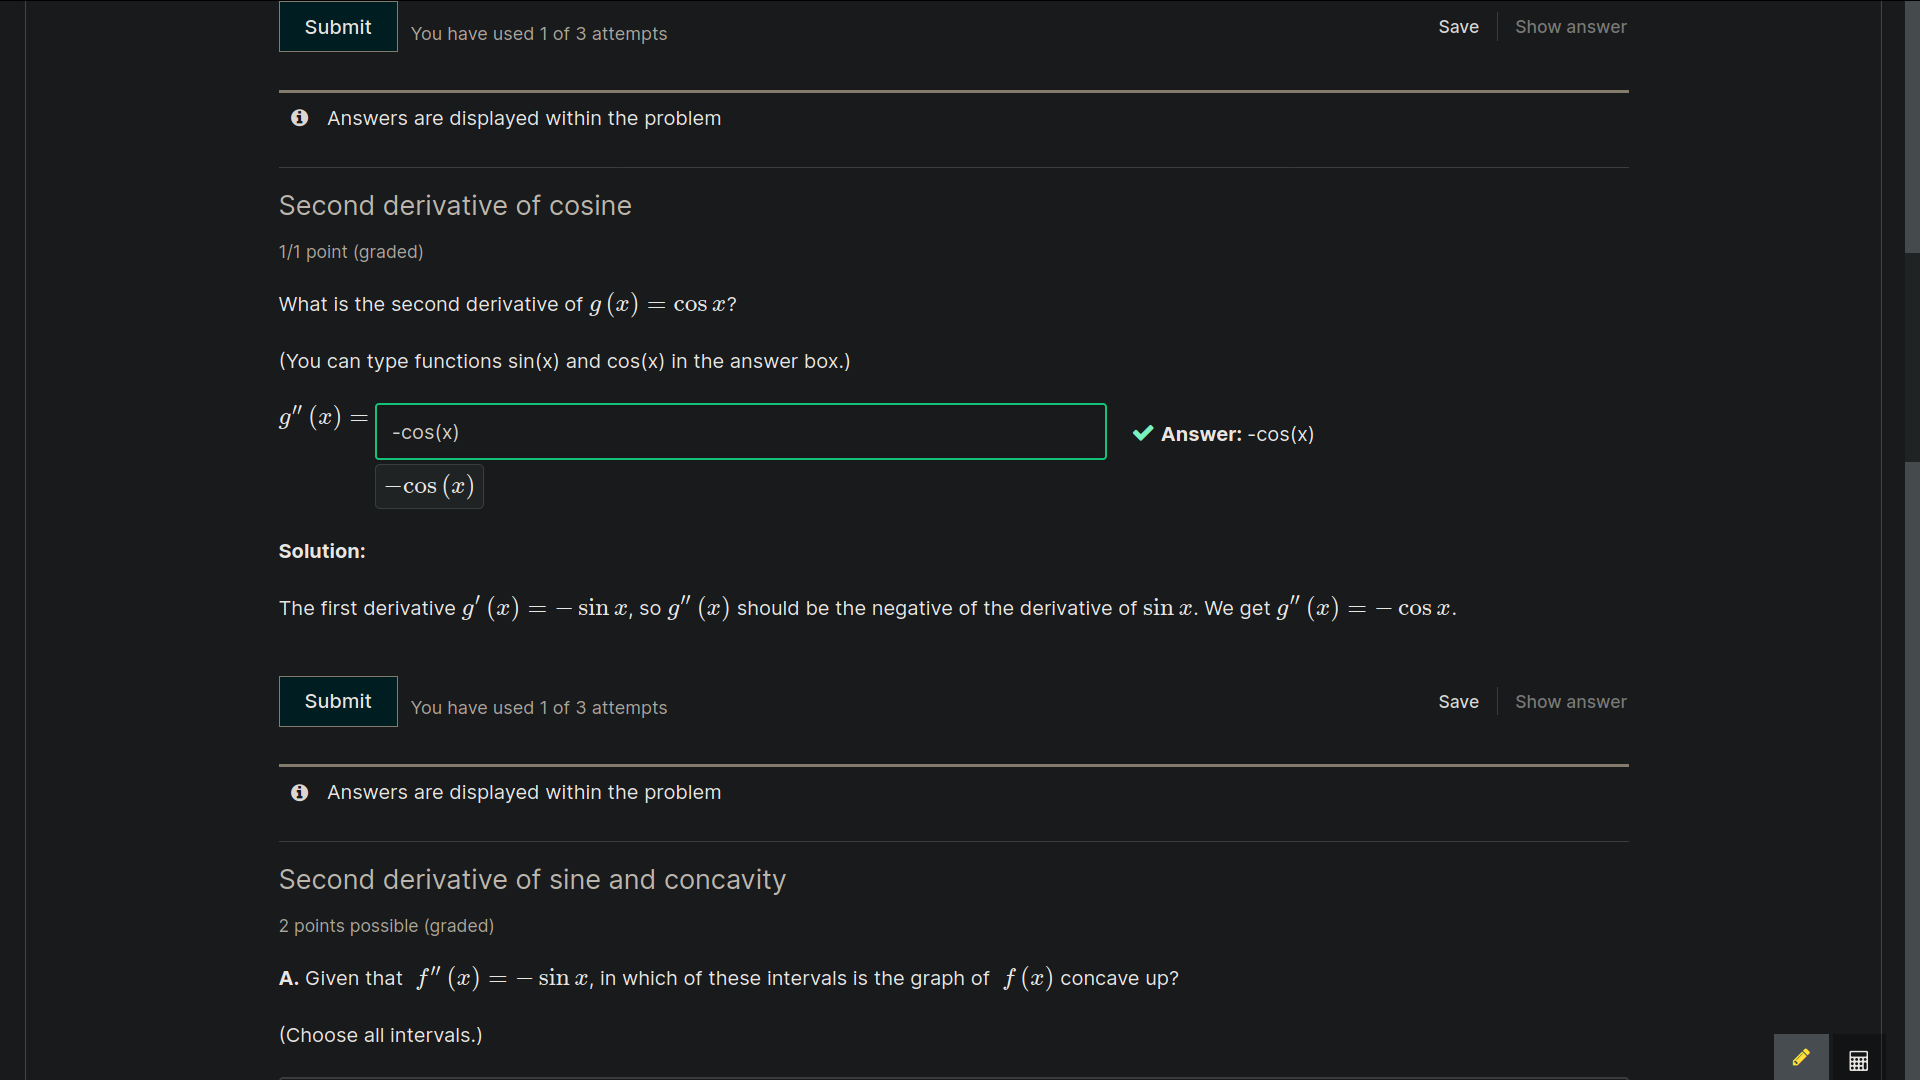 Submit You have used 1 of 3 attempts Save Show answer
Answers are displayed within the problem
Second derivative of cosine
1/1 point (graded)
What is the second derivative of g (x) = cos x?
(You can type functions sin(x) and cos(x) in the answer box.)
g″ (x) = -cos(x) Answer: -cos(x)
−cos (x)
Solution:
The first derivative g′ (x) = − sin x, so g″ (x) should be the negative of the derivative of sin x. We get g″ (x) = − cos x.
Submit You have used 1 of 3 attempts Save Show answer
Answers are displayed within the problem
Second derivative of sine and concavity
2 points possible (graded)
A. Given that f″ (x) = − sin x, in which of these intervals is the graph of f (x) concave up?
(Choose all intervals.)